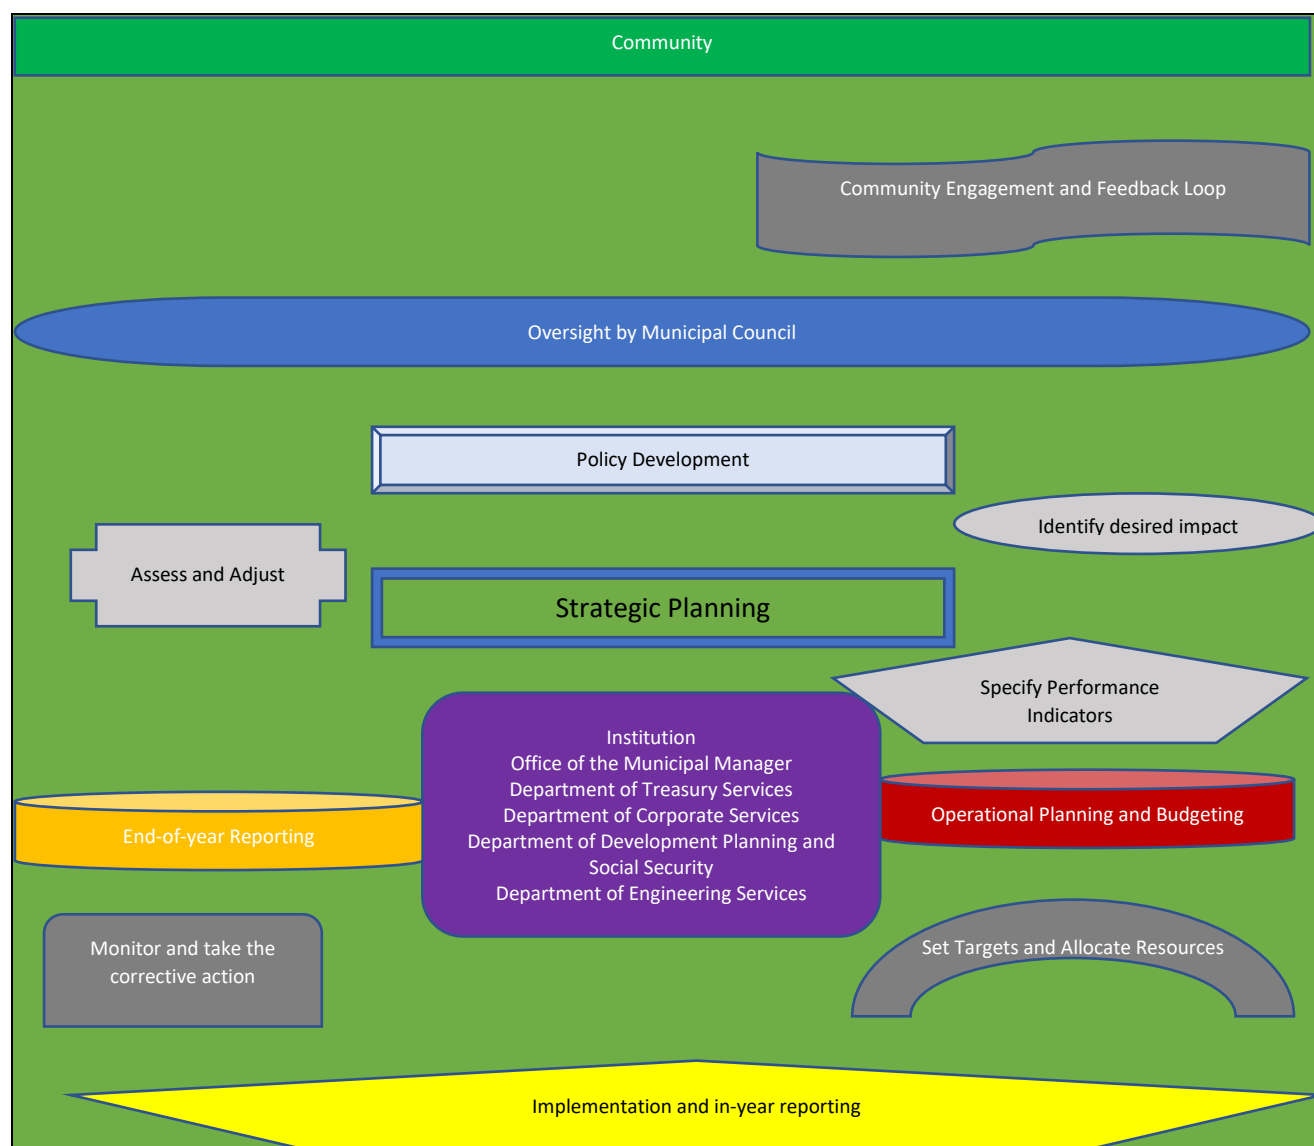 Community
Community Engagement and Feedback Loop
Oversight by Municipal Council
Policy Development
Identify desired impact
Assess and Adjust
Strategic Planning
Specify Performance
Indicators
Institution
Office of the Municipal Manager
Department of Treasury Services
Department of Corporate Services
Department of Development Planning and
Social Security
Department of Engineering Services
End-of-year Reporting
Operational Planning and Budgeting
Monitor and take the
corrective action
Set Targets and Allocate Resources
Implementation and in-year reporting